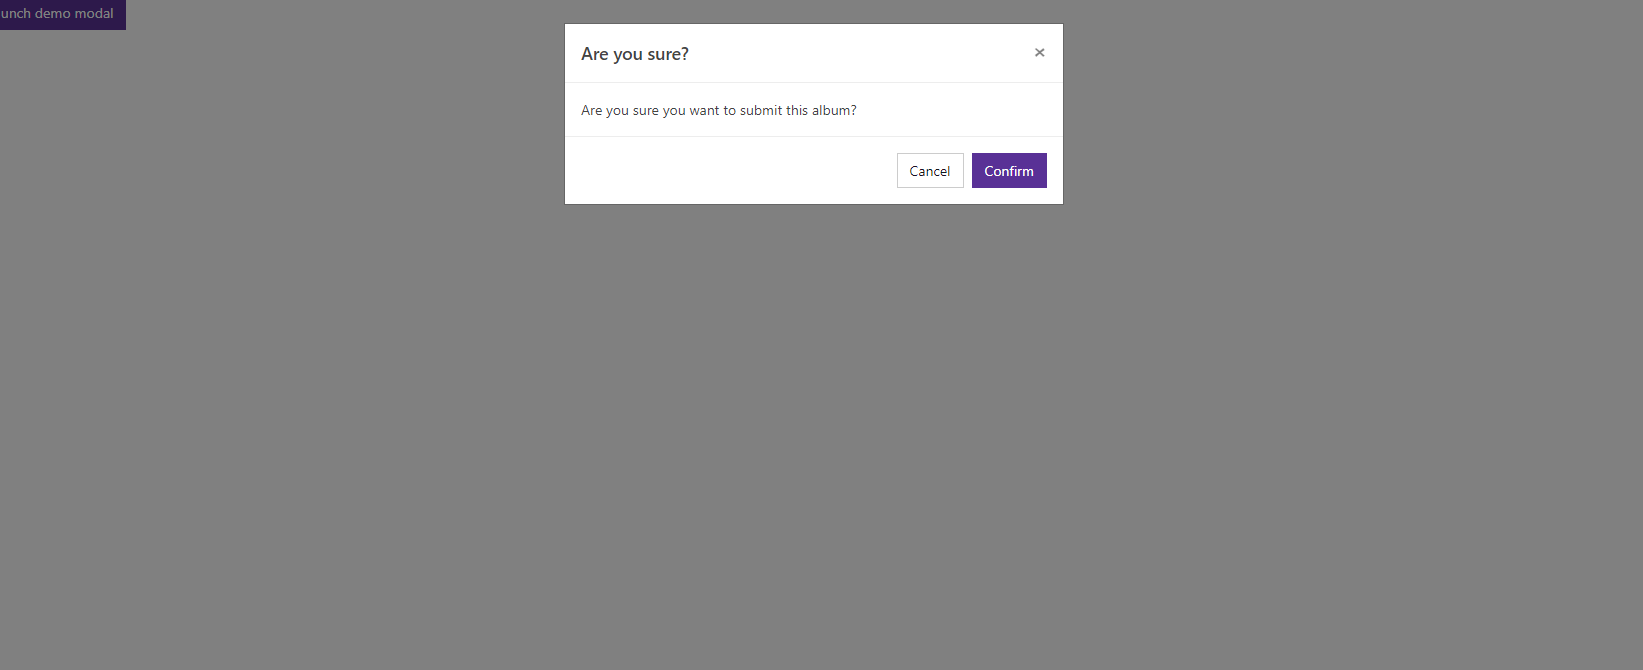 unch demo modal
Are you sure?
×
Are you sure you want to submit this album?
Cancel
Confirm